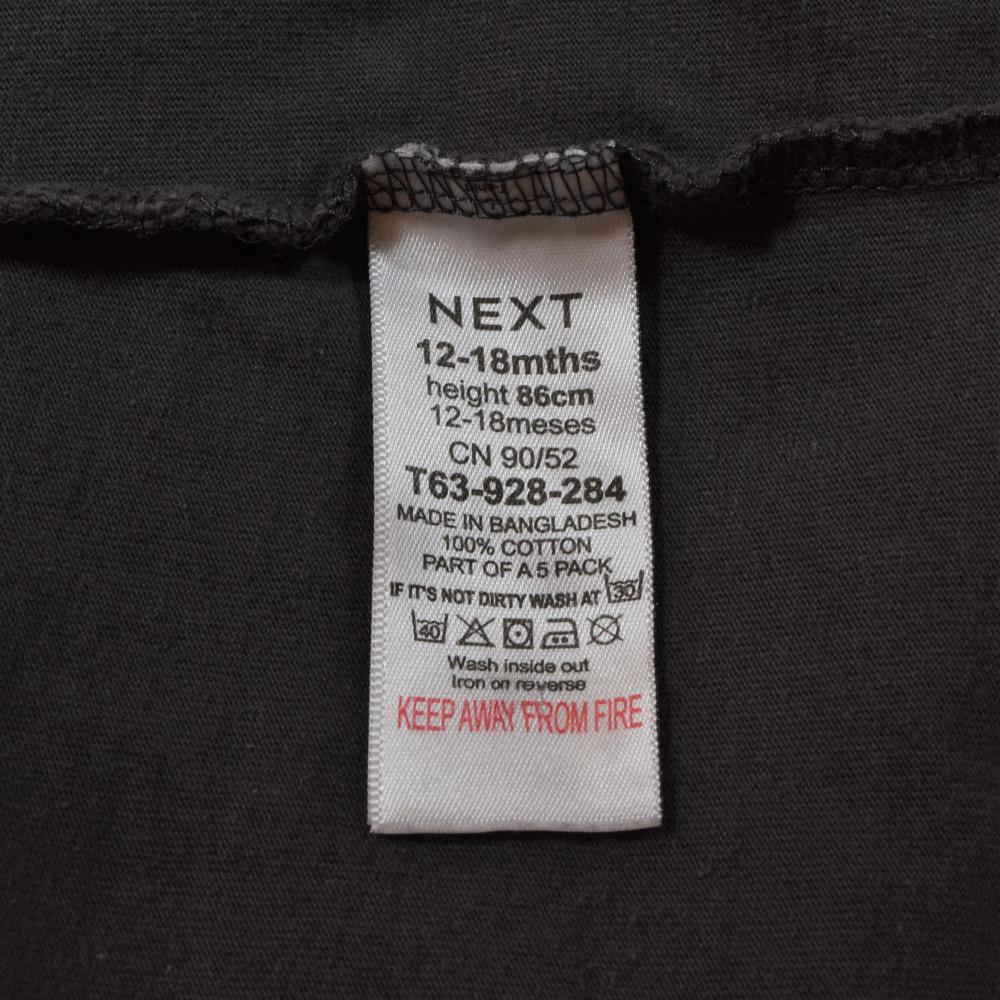 NEXT
12-18mths
height 86cm
12-18meses
CN 90/52
T63-928-284
MADE IN BANGLADESH
100% COTTON
PART OF A 5 PACK
IF IT'S NOT DIRTY WASH AT 30
40
Wash inside out
Iron on reverse
KEEP AWAY FROM FIRE